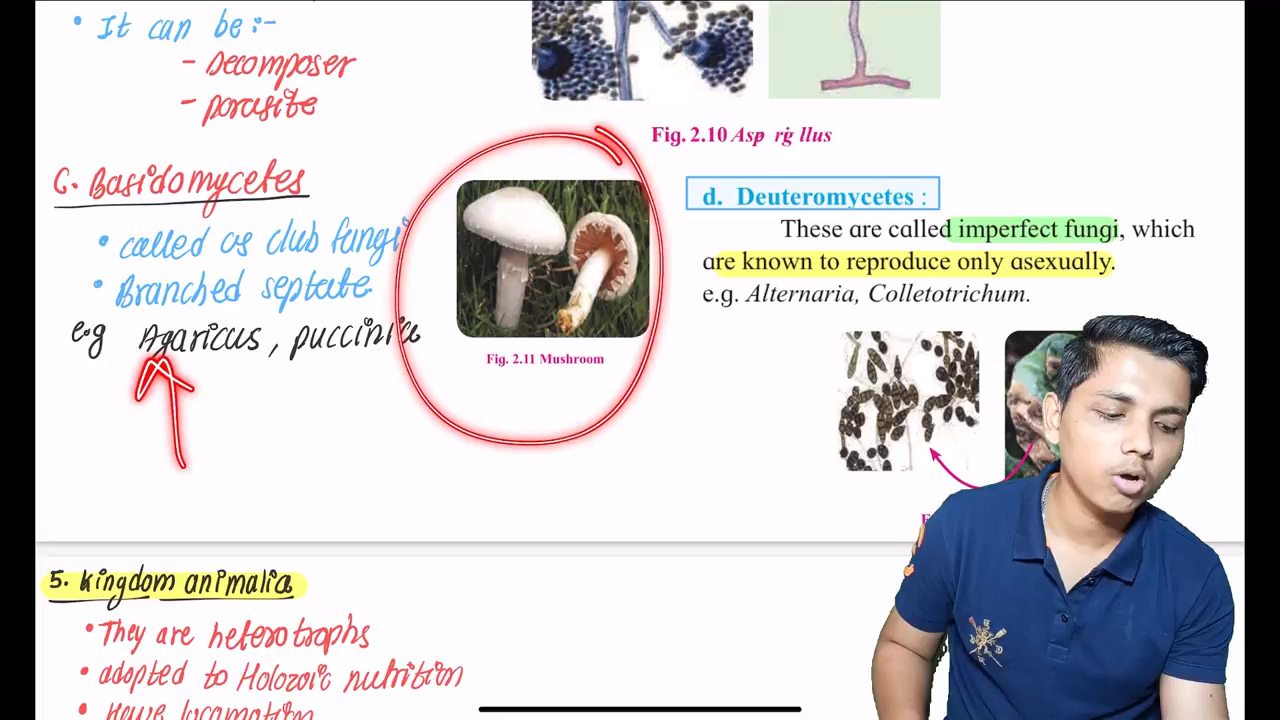 • It can be :-
- Decomposer
- parasite
Fig. 2.10 Asp rg llus
C. Basidomycetes
• called as club fungi
• Branched septate
e.g Agaricus, puccinia
Fig. 2.11 Mushroom
d. Deuteromycetes :
These are called imperfect fungi, which
are known to reproduce only asexually.
e.g. Alternaria, Colletotrichum.
5. kingdom animalia
• They are heterotrophs
• adopted to Holozoic nutrition
• Have locomotion